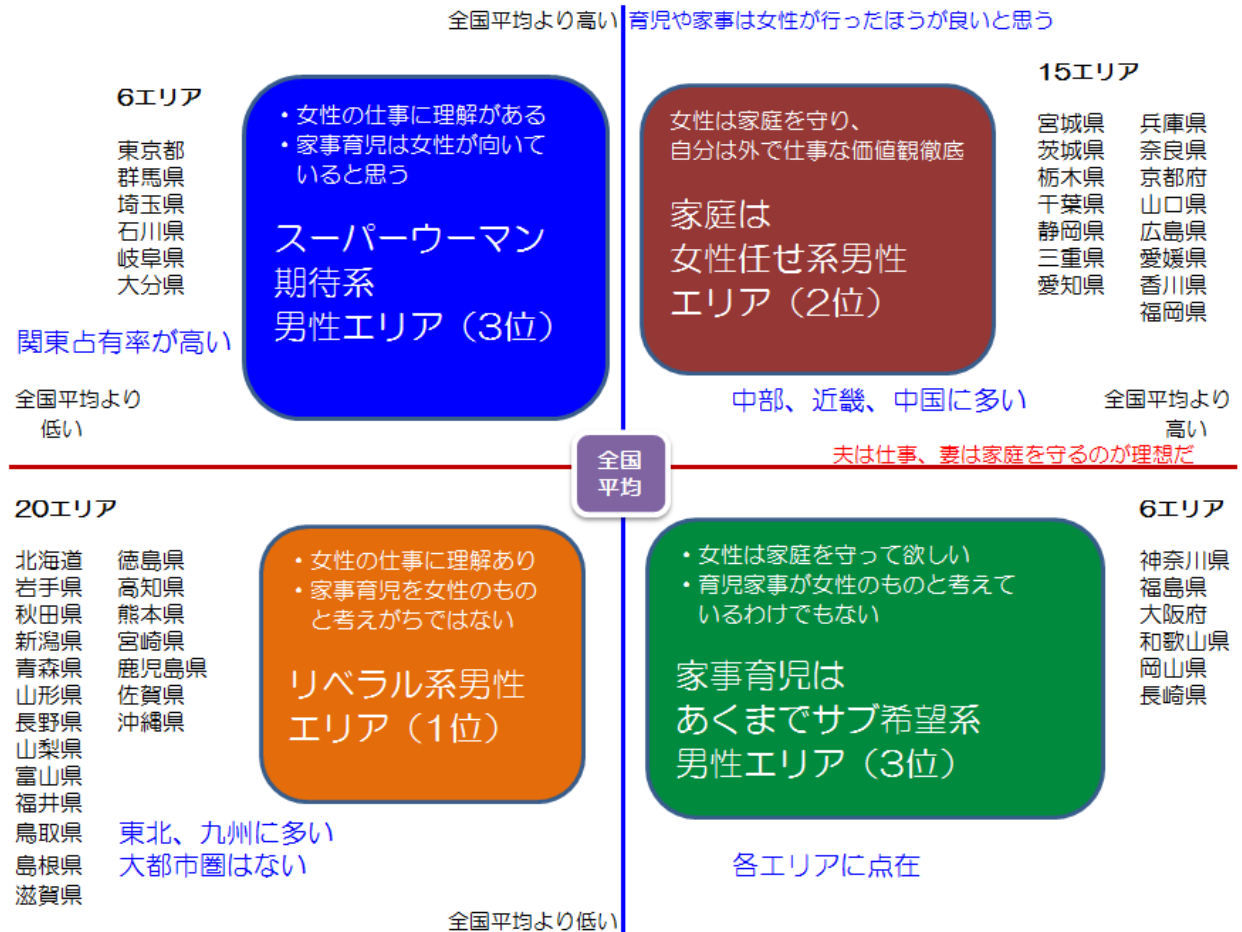 全国平均より高い
育児や家事は女性が行ったほうが良いと思う
6エリア
東京都
群馬県
埼玉県
石川県
岐阜県
大分県
関東占有率が高い
全国平均より
低い
・女性の仕事に理解がある
・家事育児は女性が向いて
いると思う
スーパーウーマン
期待系
男性エリア（3位）
女性は家庭を守り、
自分は外で仕事な価値観徹底
家庭は
女性任せ系男性
エリア（2位）
15エリア
宮城県 兵庫県
茨城県 奈良県
栃木県 京都府
千葉県 山口県
静岡県 広島県
三重県 愛媛県
愛知県 香川県
福岡県
中部、近畿、中国に多い
全国平均より
高い
夫は仕事、妻は家庭を守るのが理想だ
全国
平均
20エリア
北海道 徳島県
岩手県 高知県
秋田県 熊本県
新潟県 宮崎県
青森県 鹿児島県
山形県 佐賀県
長野県 沖縄県
山梨県
富山県
福井県
鳥取県
島根県
滋賀県
東北、九州に多い
大都市圏はない
・女性の仕事に理解あり
・家事育児を女性のもの
と考えがちではない
リベラル系男性
エリア（1位）
・女性は家庭を守って欲しい
・育児家事が女性のものと考えて
いるわけでもない
家事育児は
あくまでサブ希望系
男性エリア（3位）
6エリア
神奈川県
福島県
大阪府
和歌山県
岡山県
長崎県
各エリアに点在
全国平均より低い